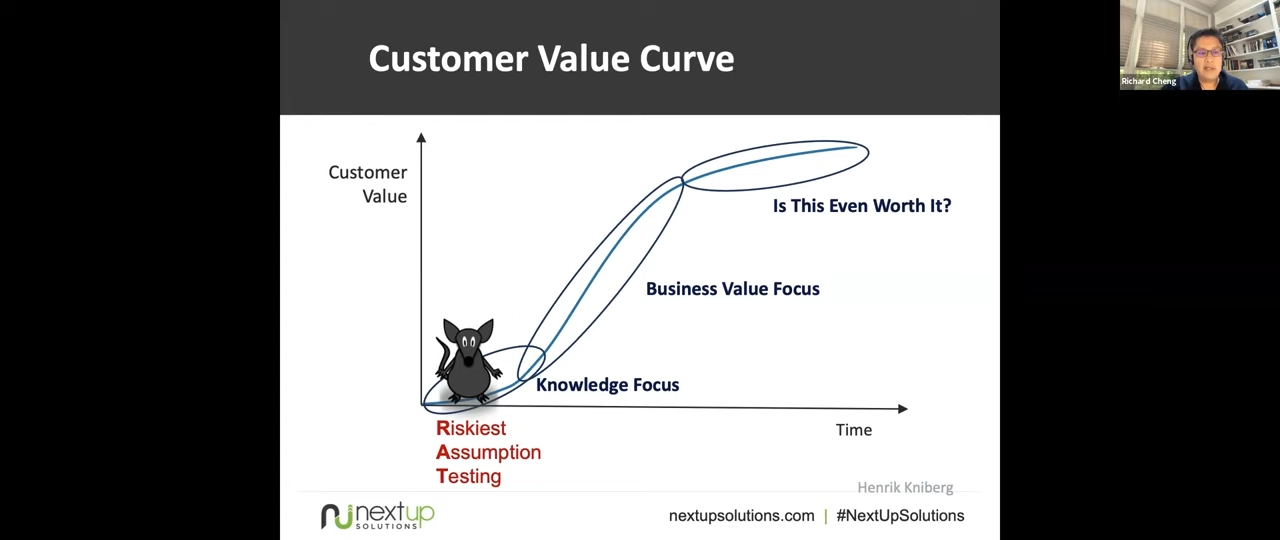 Customer Value Curve
Richard Cheng
Customer
Value
Is This Even Worth It?
Business Value Focus
Knowledge Focus
Riskiest
Assumption
Testing
Time
Henrik Kniberg
nextup
SOLUTIONS
nextupsolutions.com | #NextUpSolutions